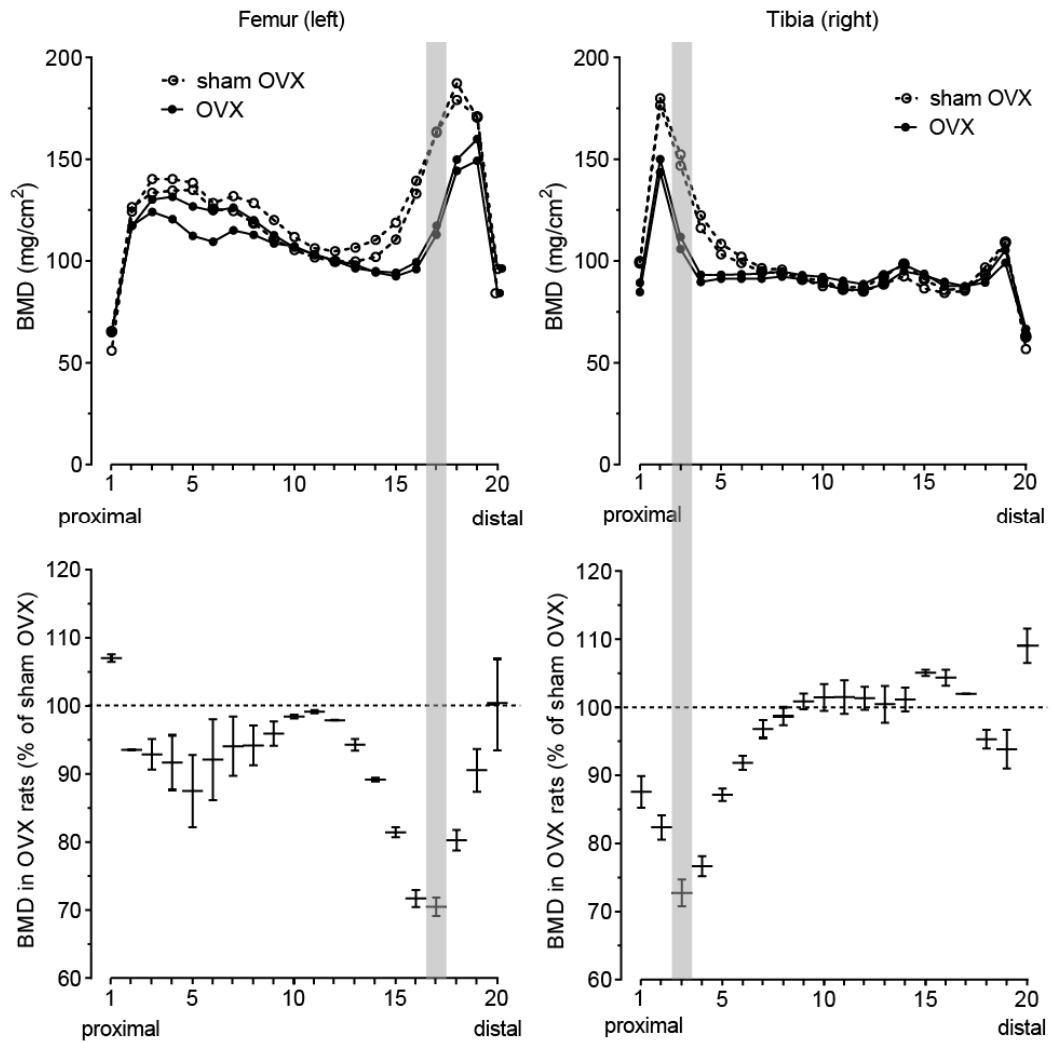 Femur (left)
Tibia (right)
200
150
100
50
0
BMD (mg/cm²)
sham OVX
OVX
1
5
10
15
20
proximal
distal
200
150
100
50
0
BMD (mg/cm²)
sham OVX
OVX
1
5
10
15
20
proximal
distal
120
110
100
90
80
70
60
BMD in OVX rats (% of sham OVX)
1
5
10
15
20
proximal
distal
120
110
100
90
80
70
60
BMD in OVX rats (% of sham OVX)
1
5
10
15
20
proximal
distal